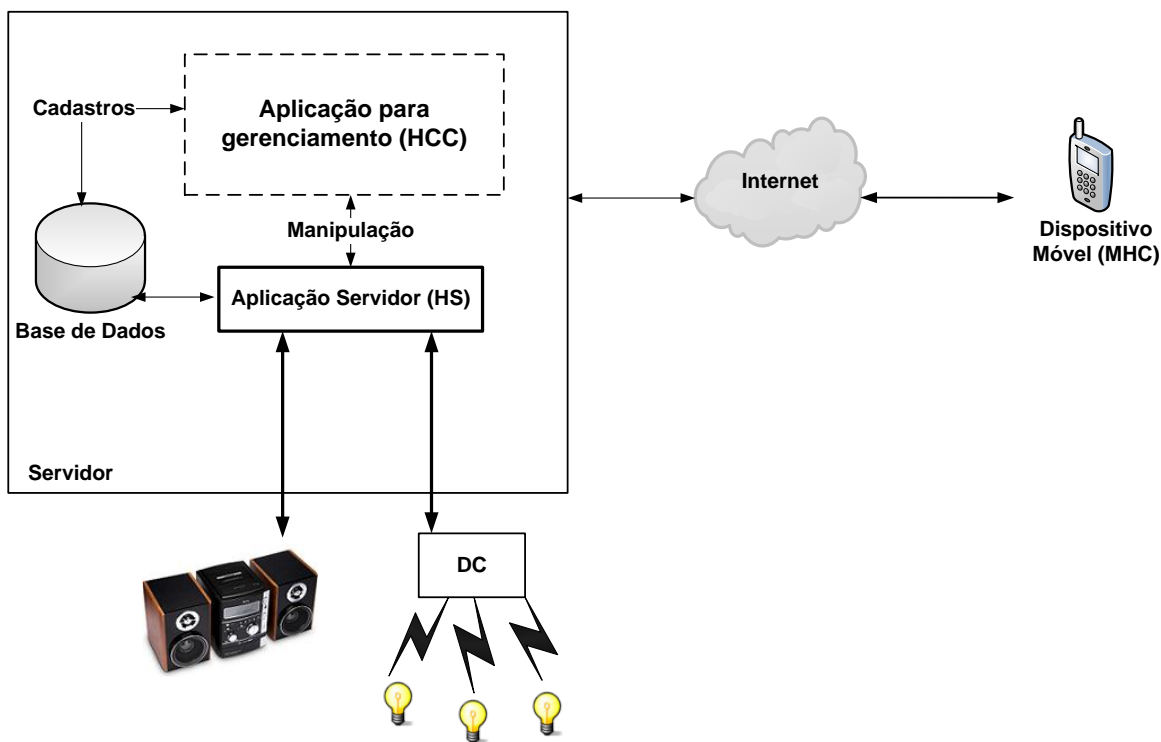 Cadastros
Aplicação para
gerenciamento (HCC)
Internet
Manipulação
Dispositivo
Móvel (MHC)
Aplicação Servidor (HS)
Base de Dados
Servidor
DC